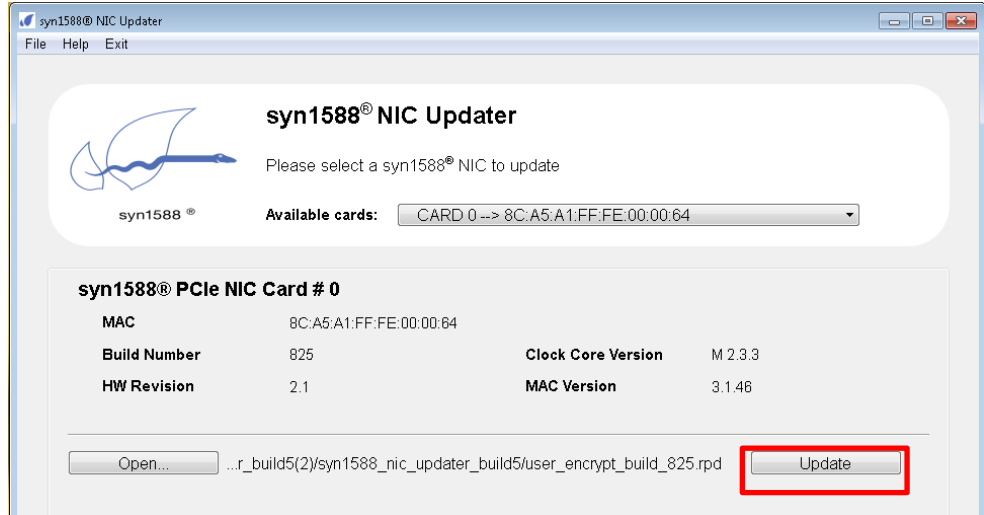 syn1588® NIC Updater
File Help Exit
syn1588® NIC Updater
Please select a syn1588® NIC to update
syn1588 ®
Available cards: CARD 0 --> 8C:A5:A1:FF:FE:00:00:64
syn1588® PCIe NIC Card # 0
MAC 8C:A5:A1:FF:FE:00:00:64
Build Number 825 Clock Core Version M 2.3.3
HW Revision 2.1 MAC Version 3.1.46
Open... ...r_build5(2)/syn1588_nic_updater_build5/user_encrypt_build_825.rpd Update